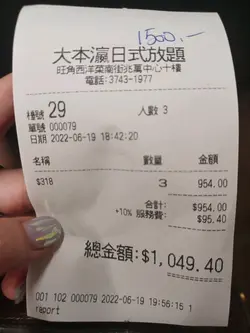 1500.-
大本瀛日式放題
旺角西洋菜南街兆萬中心十樓
電話:3743-1977
檯號 29 人數 3
單號 000079
日期 2022-06-19 18:42:20
名稱 數量 金額
$318 3 954.00
合計: $954.00
+10% 服務費: $95.40
總金額: $1,049.40
001 102 000079 2022-06-19 19:56:15 1
raport